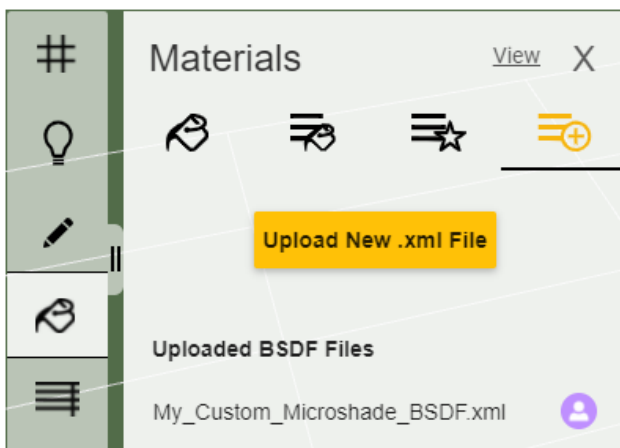 Materials View X
Upload New .xml File
Uploaded BSDF Files
My_Custom_Microshade_BSDF.xml